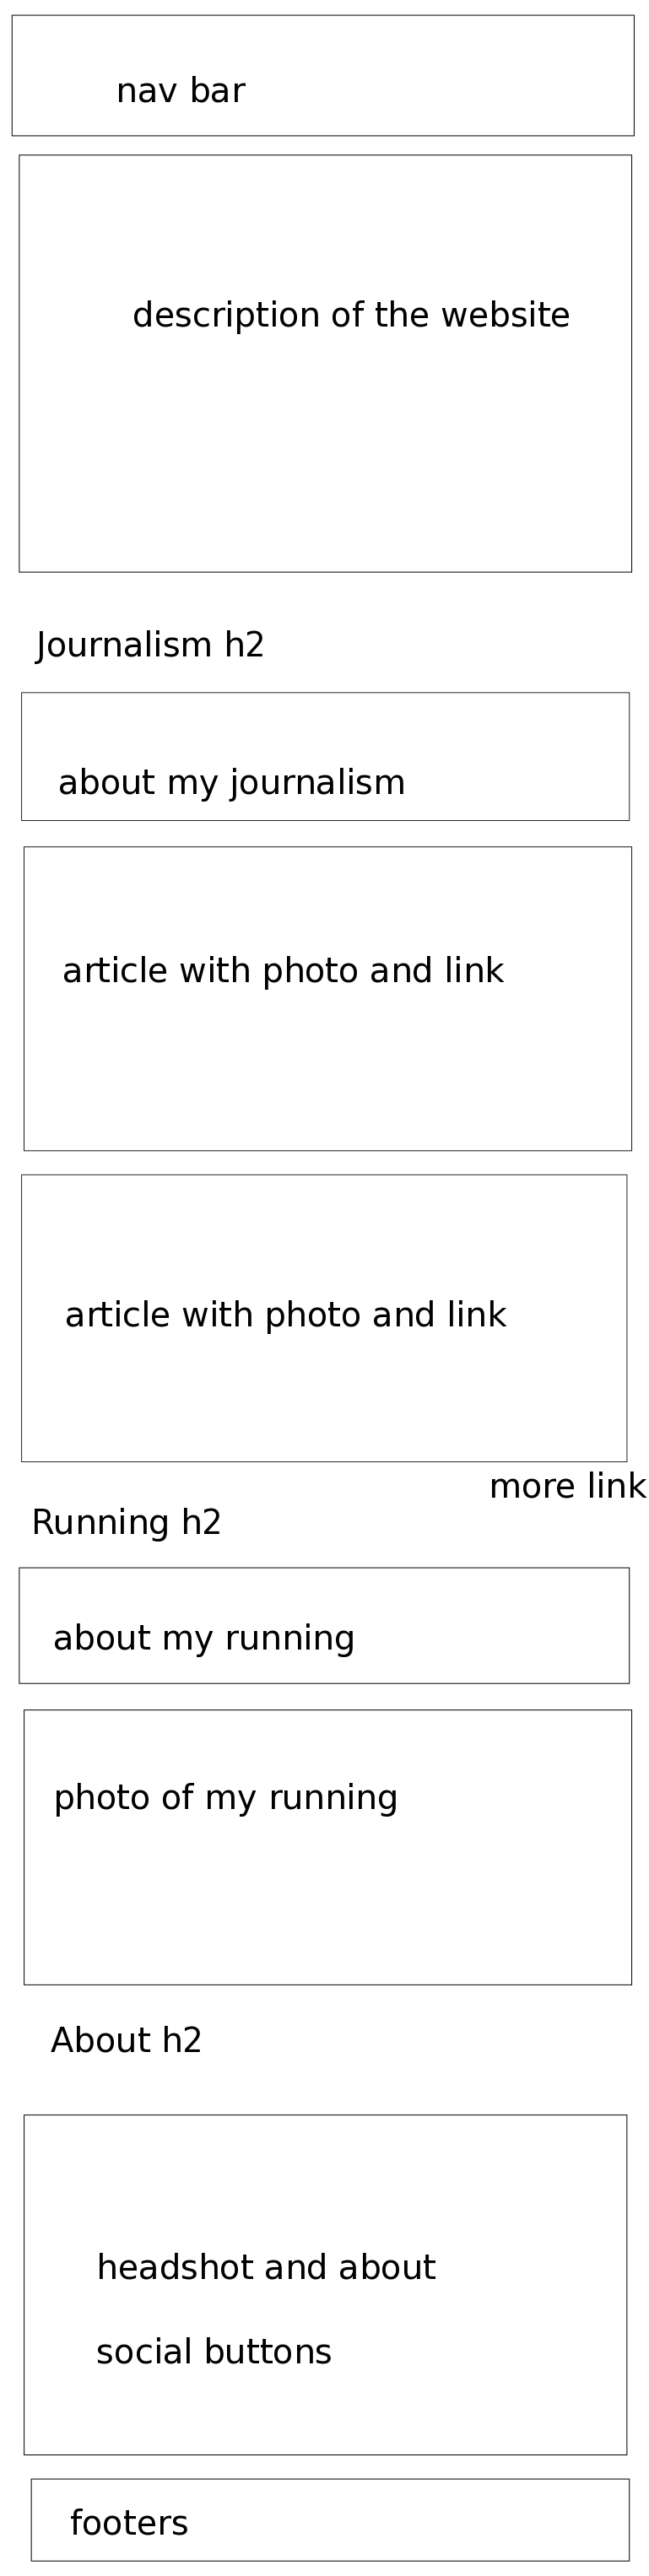 nav bar
description of the website
Journalism h2
about my journalism
article with photo and link
article with photo and link
more link
Running h2
about my running
photo of my running
About h2
headshot and about
social buttons
footers